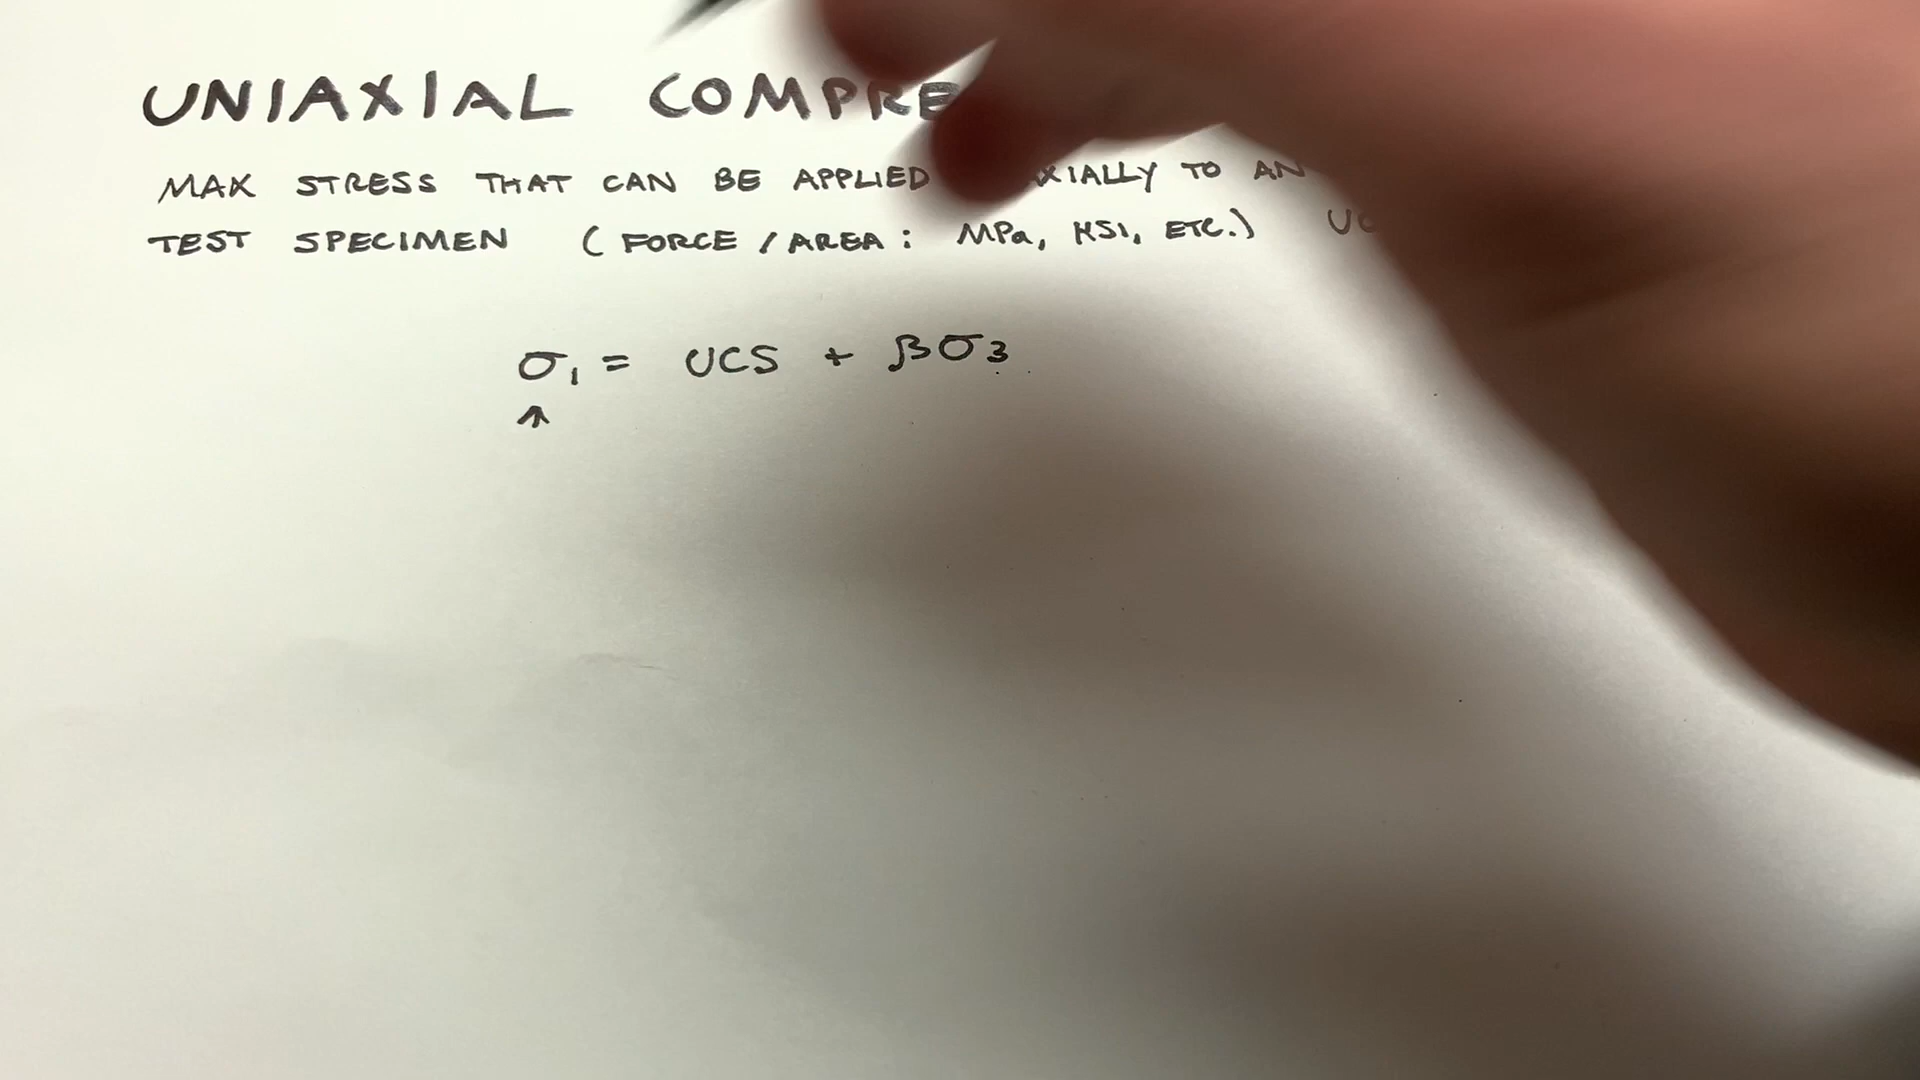 UNIAXIAL COMPRE
MAX STRESS THAT CAN BE APPLIED XIALLY TO AN
TEST SPECIMEN (FORCE / AREA: MPa, KSI, ETC.) UC
σ₁ = UCS + βσ₃
↑